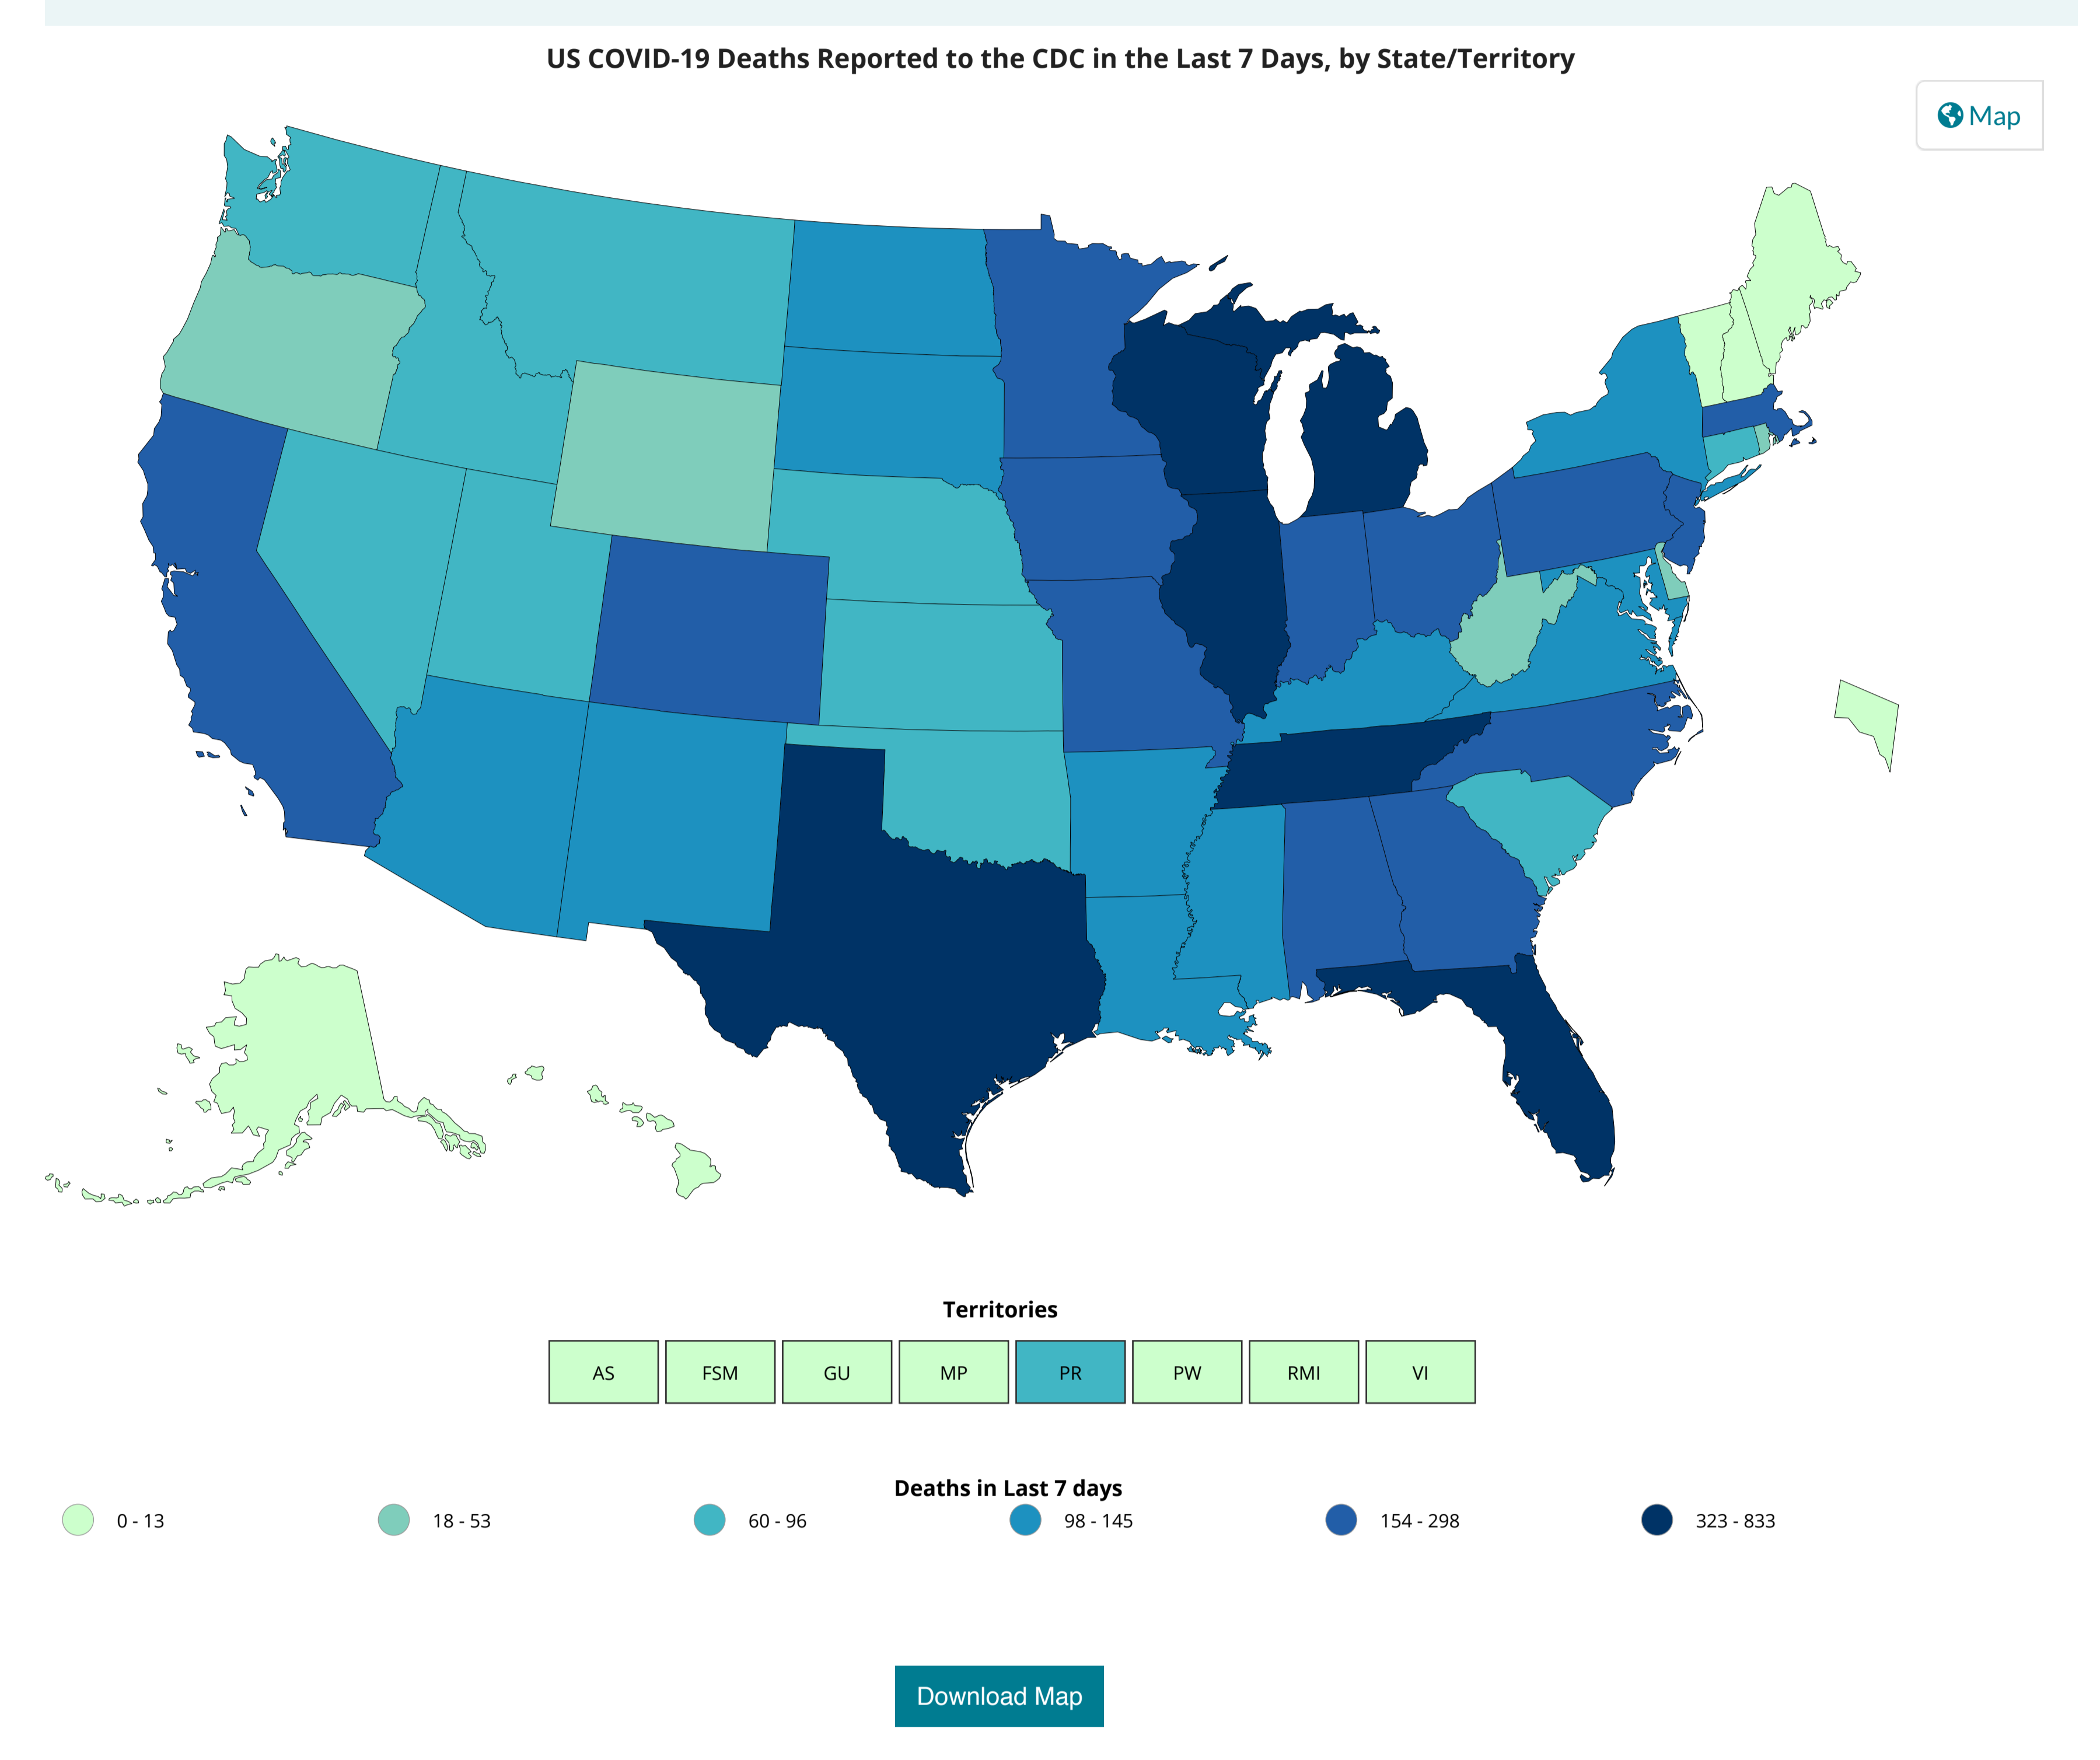 US COVID-19 Deaths Reported to the CDC in the Last 7 Days, by State/Territory
Map
Territories
AS FSM GU MP PR PW RMI VI
Deaths in Last 7 days
0 - 13 18 - 53 60 - 96 98 - 145 154 - 298 323 - 833
Download Map